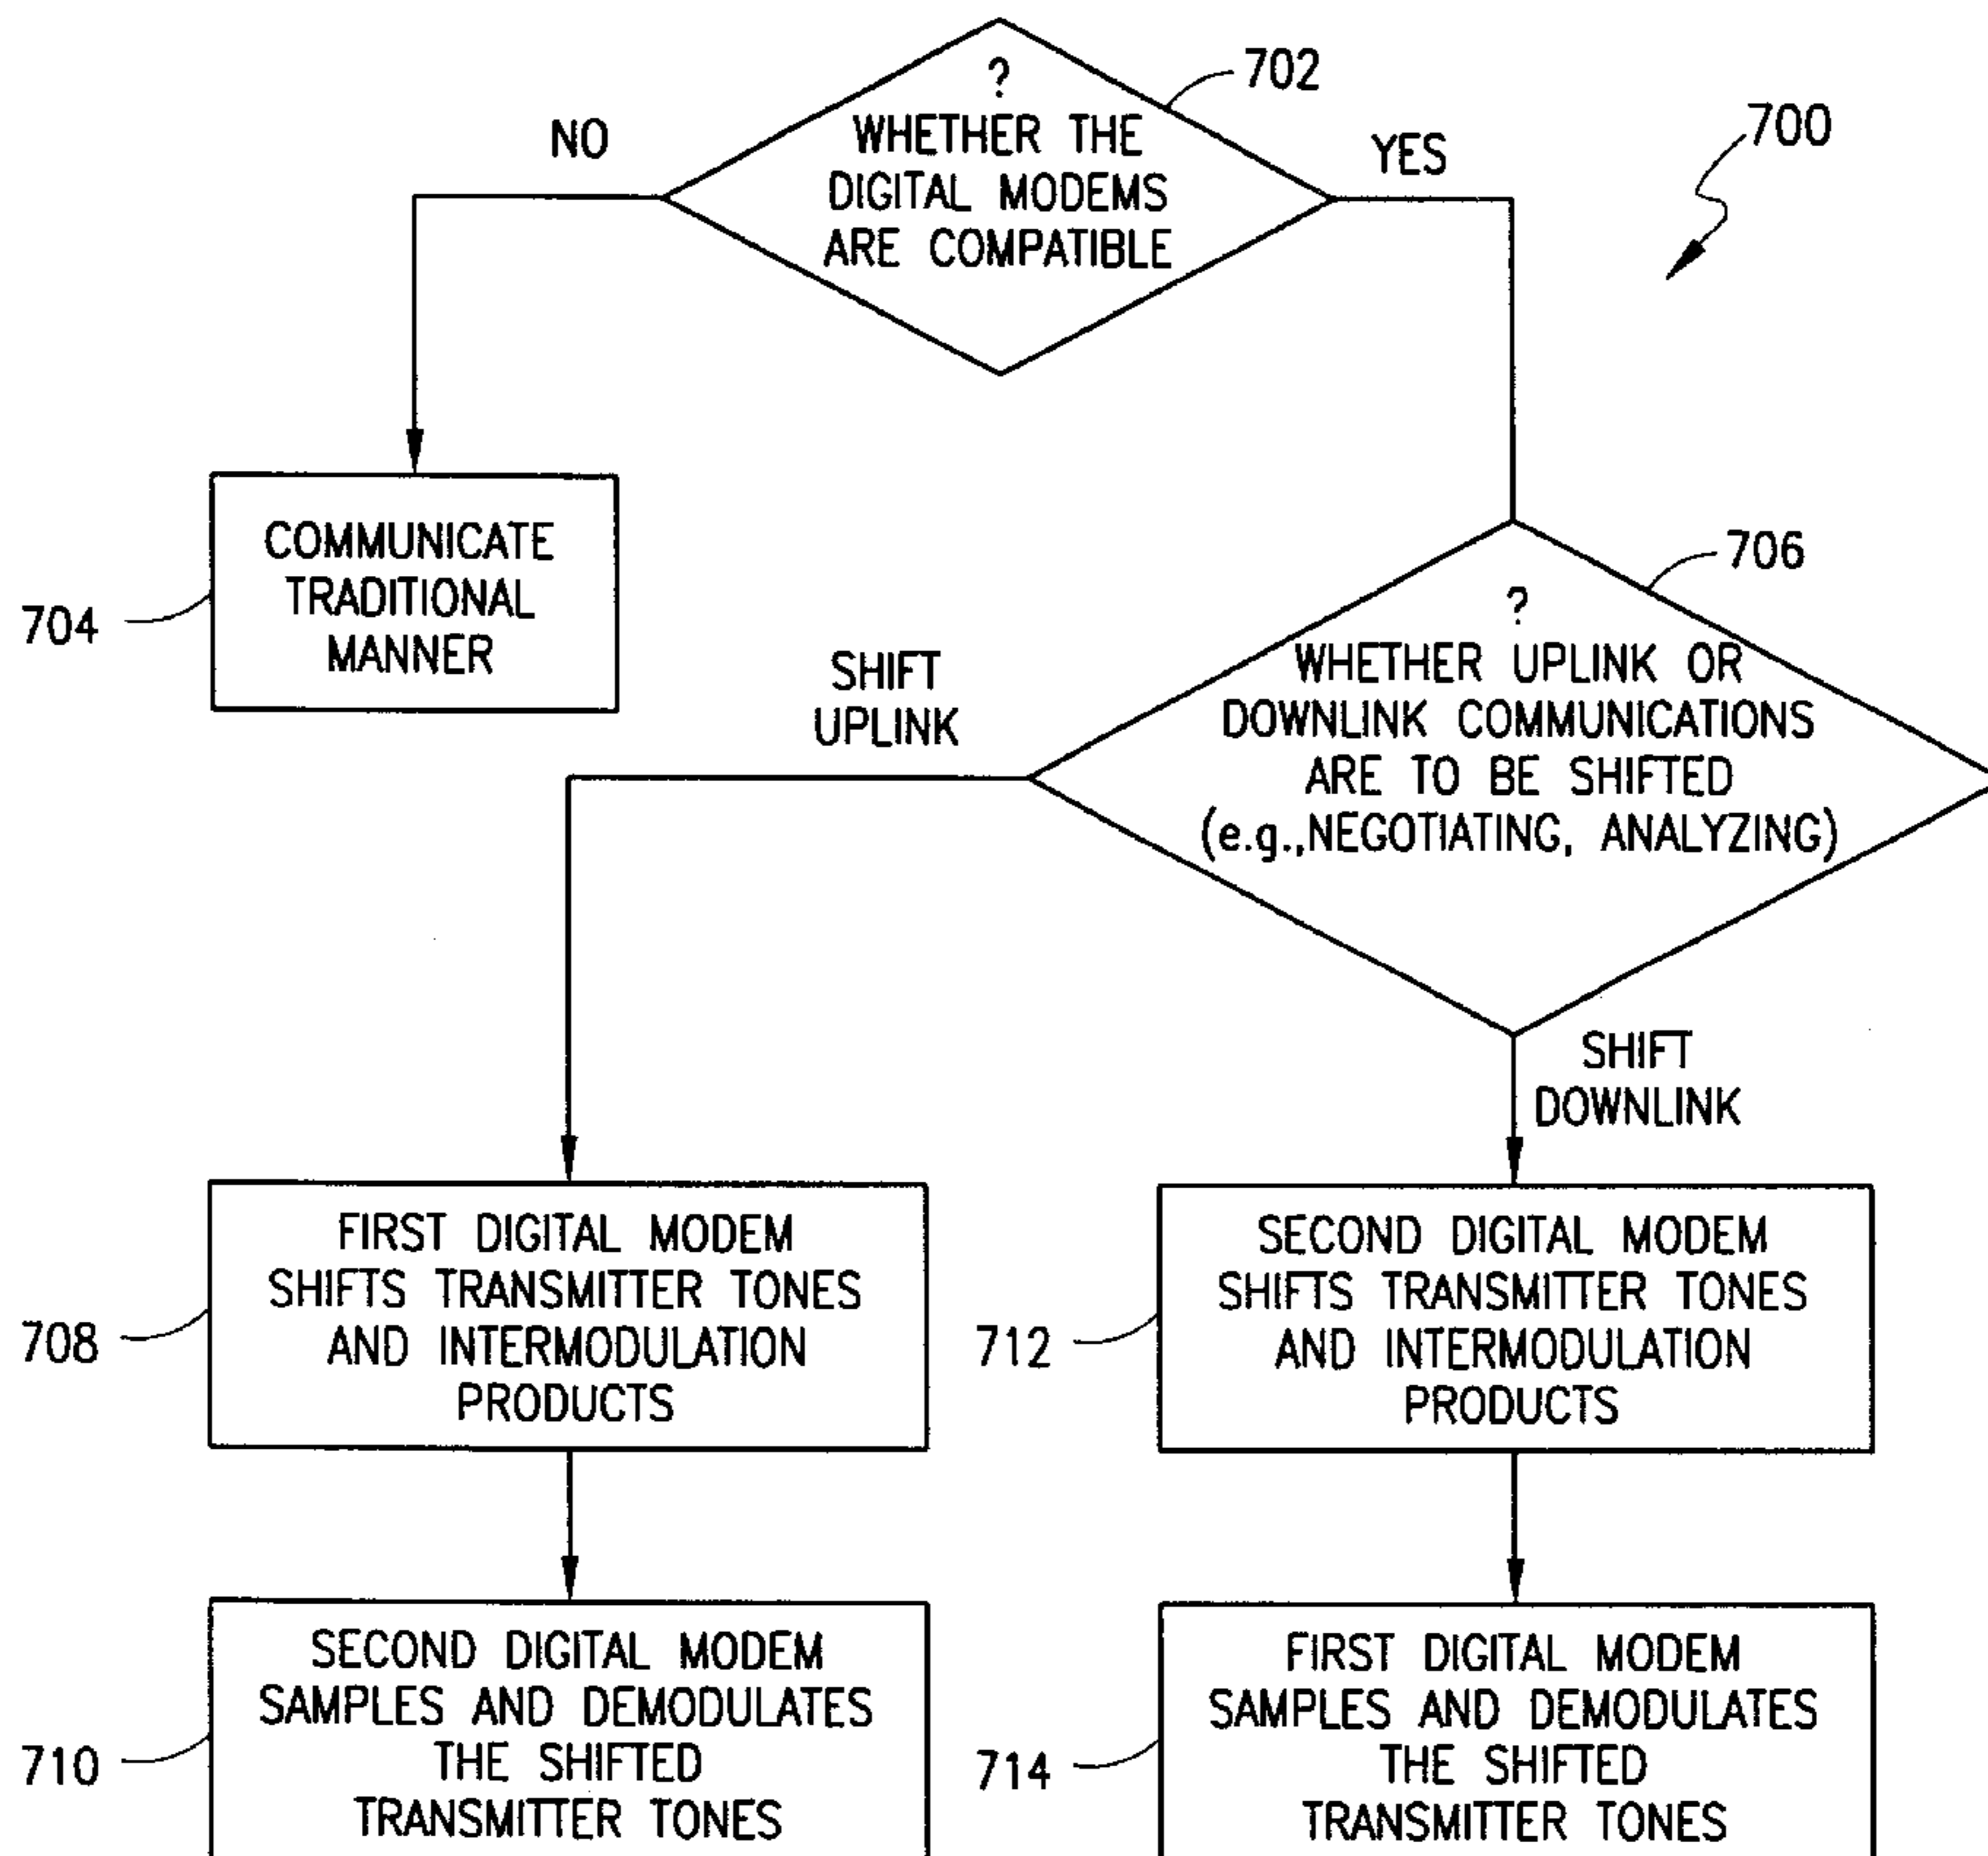 ?
702
WHETHER THE
DIGITAL MODEMS
ARE COMPATIBLE
NO
YES
700
COMMUNICATE
TRADITIONAL
MANNER
704
706
?
WHETHER UPLINK OR
DOWNLINK COMMUNICATIONS
ARE TO BE SHIFTED
(e.g.,NEGOTIATING, ANALYZING)
SHIFT
UPLINK
SHIFT
DOWNLINK
FIRST DIGITAL MODEM
SHIFTS TRANSMITTER TONES
AND INTERMODULATION
PRODUCTS
708
SECOND DIGITAL MODEM
SHIFTS TRANSMITTER TONES
AND INTERMODULATION
PRODUCTS
712
SECOND DIGITAL MODEM
SAMPLES AND DEMODULATES
THE SHIFTED
TRANSMITTER TONES
710
FIRST DIGITAL MODEM
SAMPLES AND DEMODULATES
THE SHIFTED
TRANSMITTER TONES
714